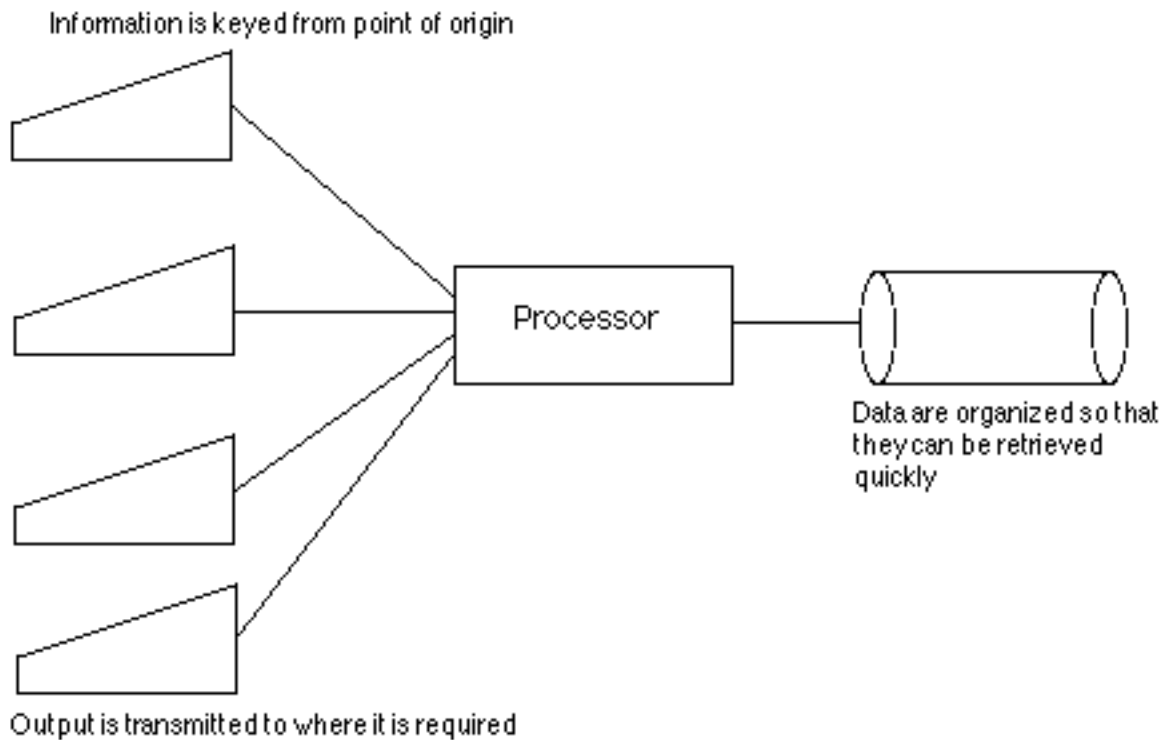 Information is keyed from point of origin
Processor
Data are organized so that
they can be retrieved
quickly
Output is transmitted to where it is required